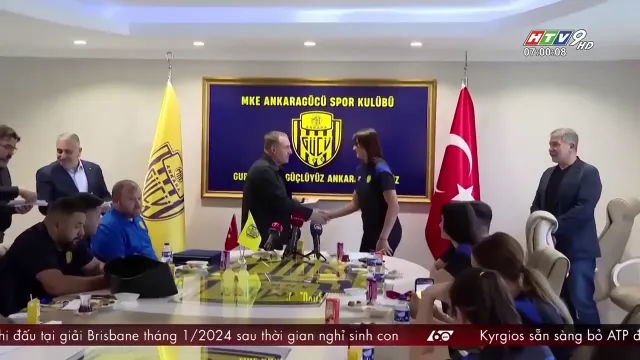 HTV9 HD
07:00:08
MKE ANKARAGÜCÜ SPOR KULÜBÜ
GÜCÜ
GÜÇLÜYÜZ ANKARA
hi đấu tại giải Brisbane tháng 1/2024 sau thời gian nghỉ sinh con
Kyrgios sẵn sàng bỏ ATP